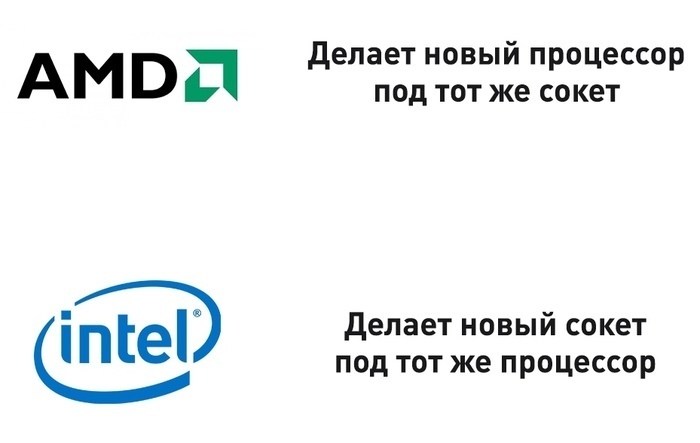 AMD
Делает новый процессор
под тот же сокет
intel®
Делает новый сокет
под тот же процессор